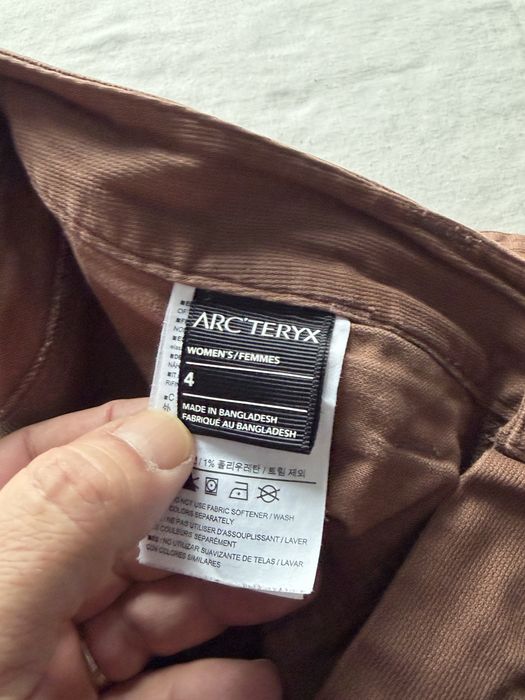 ARC'TERYX
WOMEN'S/FEMMES
4
MADE IN BANGLADESH
FABRIQUÉ AU BANGLADESH
/ 1% 폴리우레탄 / 트림 제외
NOT USE FABRIC SOFTENER / WASH
COLORS SEPARATELY
NE PAS UTILISER D'ASSOUPLISSANT / LAVER
COULEURS SÉPARÉMENT
NO UTILIZAR SUAVIZANTE DE TELAS / LAVAR
CON COLORES SIMILARES